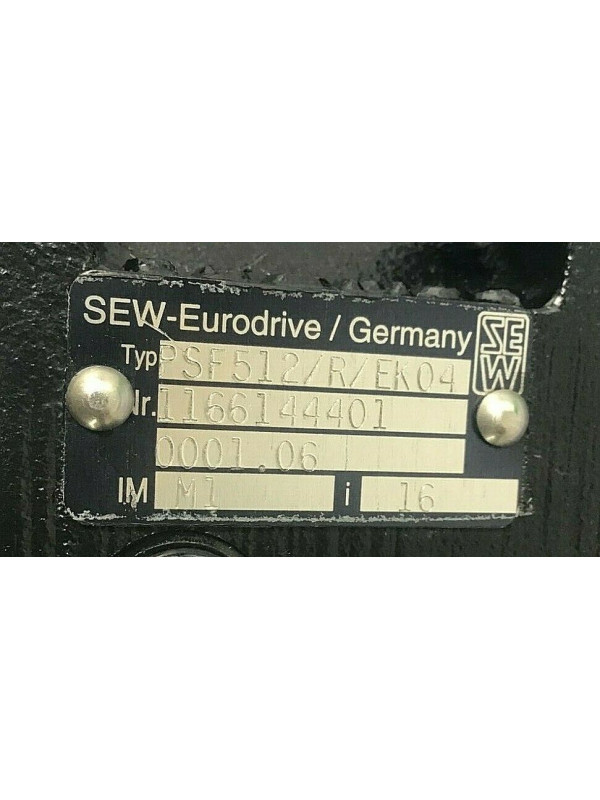 SEW-Eurodrive / Germany
SEW
Typ PSF512/R/EK04
Nr. 1166144401
0001.06
IM M1 i 16